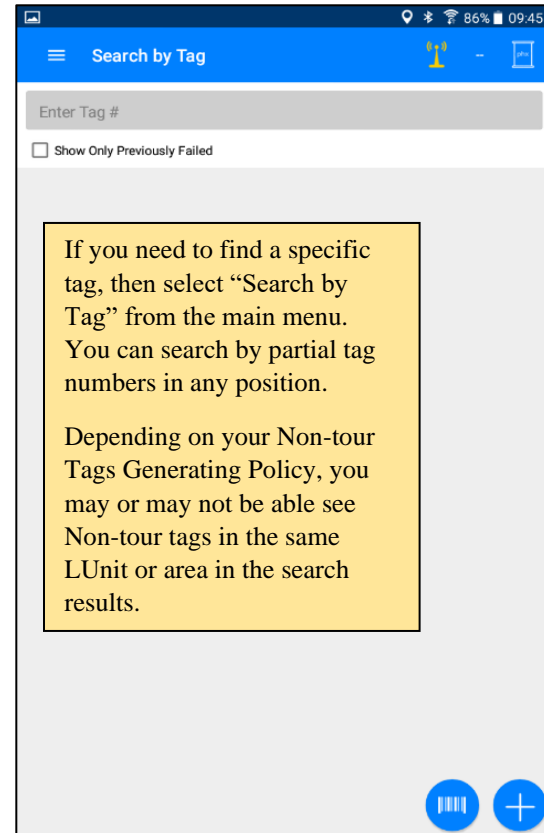 86% 09:45
Search by Tag -- phx
Enter Tag #
Show Only Previously Failed
If you need to find a specific
tag, then select “Search by
Tag” from the main menu.
You can search by partial tag
numbers in any position.
Depending on your Non-tour
Tags Generating Policy, you
may or may not be able see
Non-tour tags in the same
LUnit or area in the search
results.